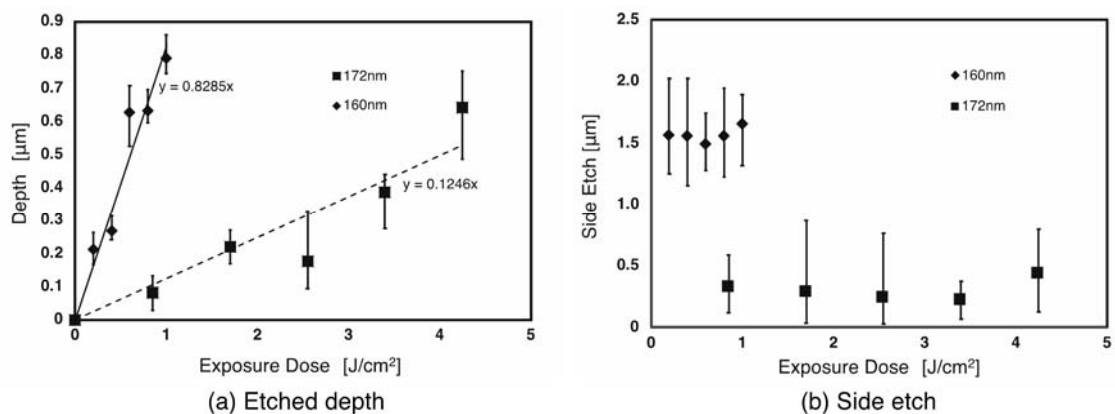 0.9
0.8
0.7
0.6
0.5
0.4
0.3
0.2
0.1
0
Depth [µm]
172nm
160nm
y = 0.8285x
y = 0.1246x
0 1 2 3 4 5
Exposure Dose [J/cm²]
(a) Etched depth
2.5
2.0
1.5
1.0
0.5
0
Side Etch [µm]
160nm
172nm
0 1 2 3 4 5
Exposure Dose [J/cm²]
(b) Side etch